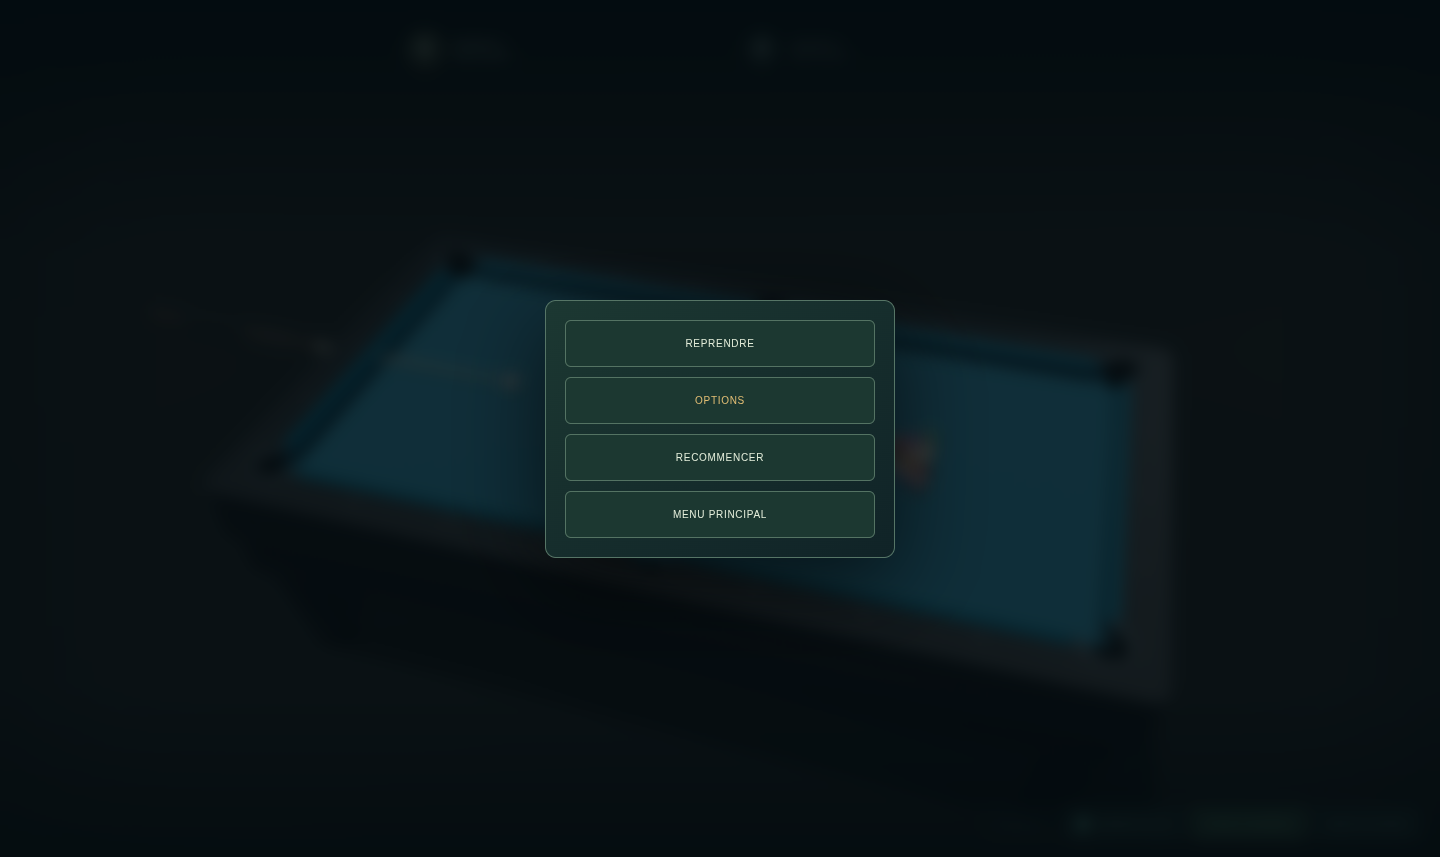 REPRENDRE
OPTIONS
RECOMMENCER
MENU PRINCIPAL